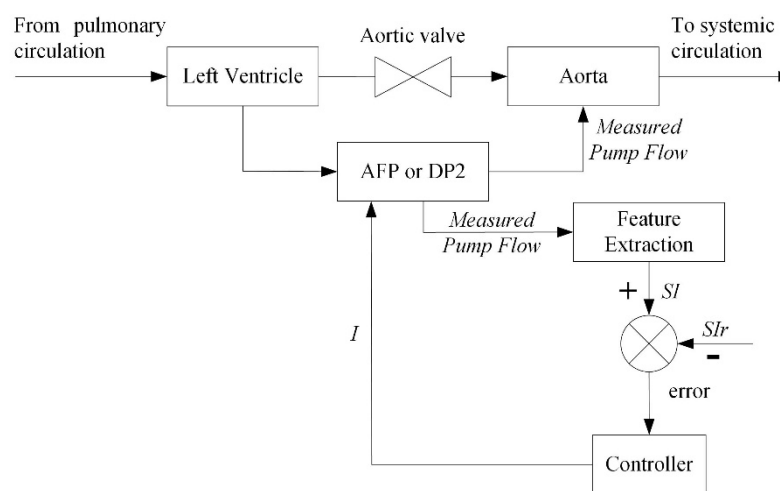 From pulmonary
circulation
Left Ventricle
Aortic valve
Aorta
To systemic
circulation
Measured
Pump Flow
AFP or DP2
Measured
Pump Flow
Feature
Extraction
+
SI
SIr
-
I
error
Controller